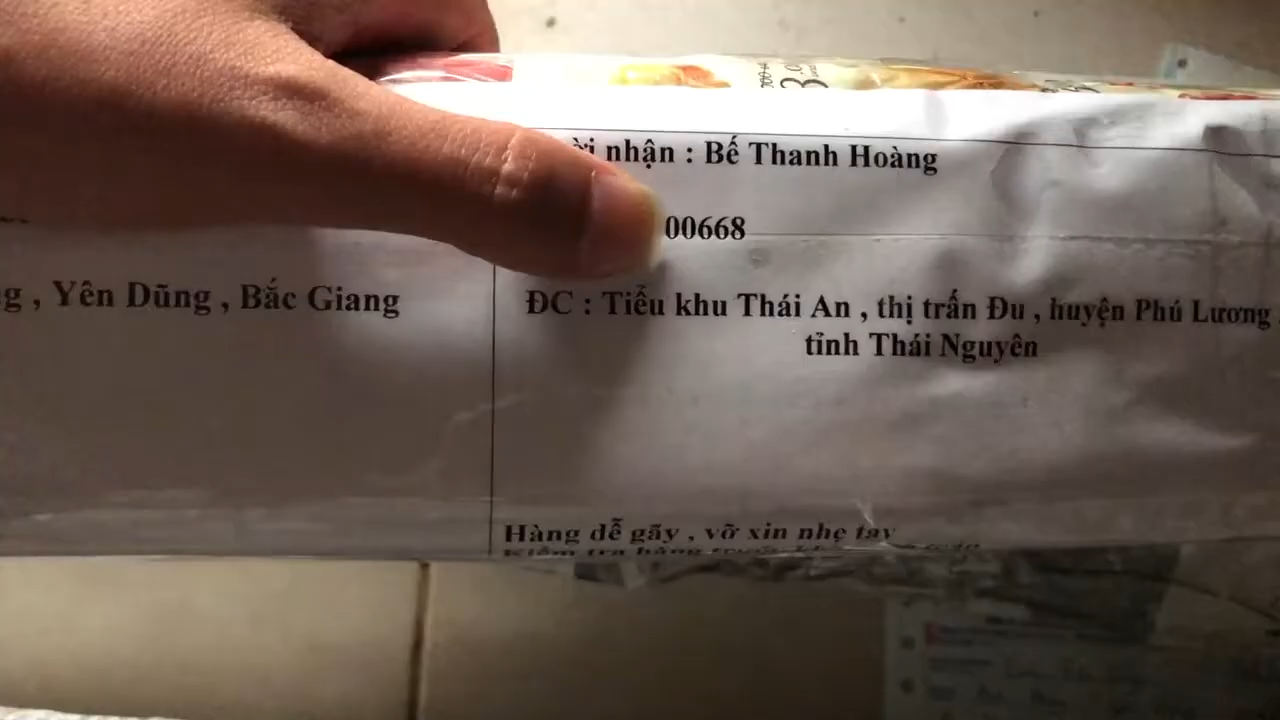 nhận : Bế Thanh Hoàng
00668
, Yên Dũng , Bắc Giang
ĐC : Tiểu khu Thái An , thị trấn Đu , huyện Phú Lương
tỉnh Thái Nguyên
Hàng dễ gãy , vỡ xin nhẹ tay